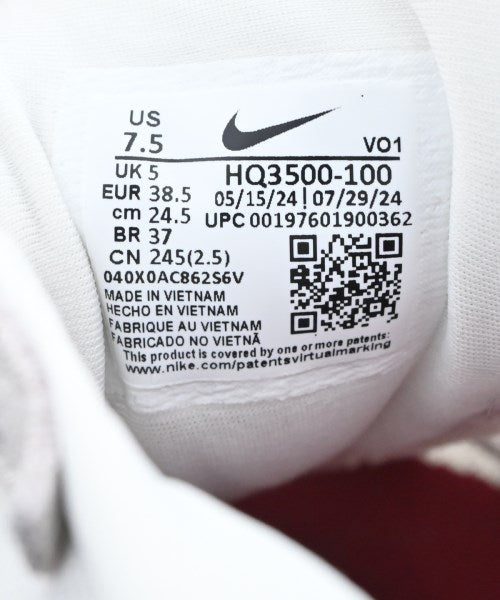 US
7.5
V01
UK 5
HQ3500-100
EUR 38.5
05/15/24 | 07/29/24
cm 24.5
UPC 00197601900362
BR 37
CN 245(2.5)
040X0AC862S6V
MADE IN VIETNAM
HECHO EN VIETNAM
FABRIQUE AU VIETNAM
FABRICADO NO VIETNÃ
This product is covered by one or more patents:
www.nike.com/patentsvirtualmarking